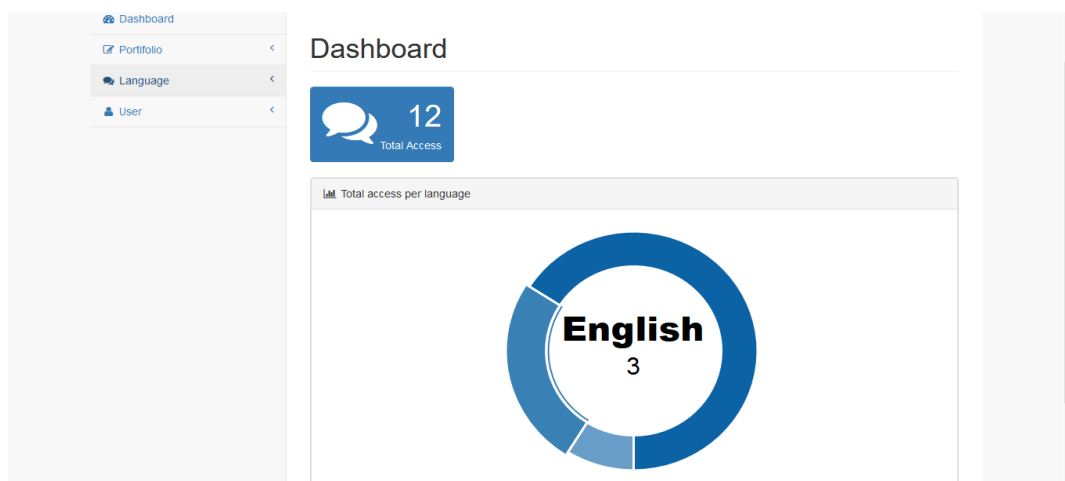 Dashboard
Portifolio
Language
User
Dashboard
12
Total Access
Total access per language
English
3